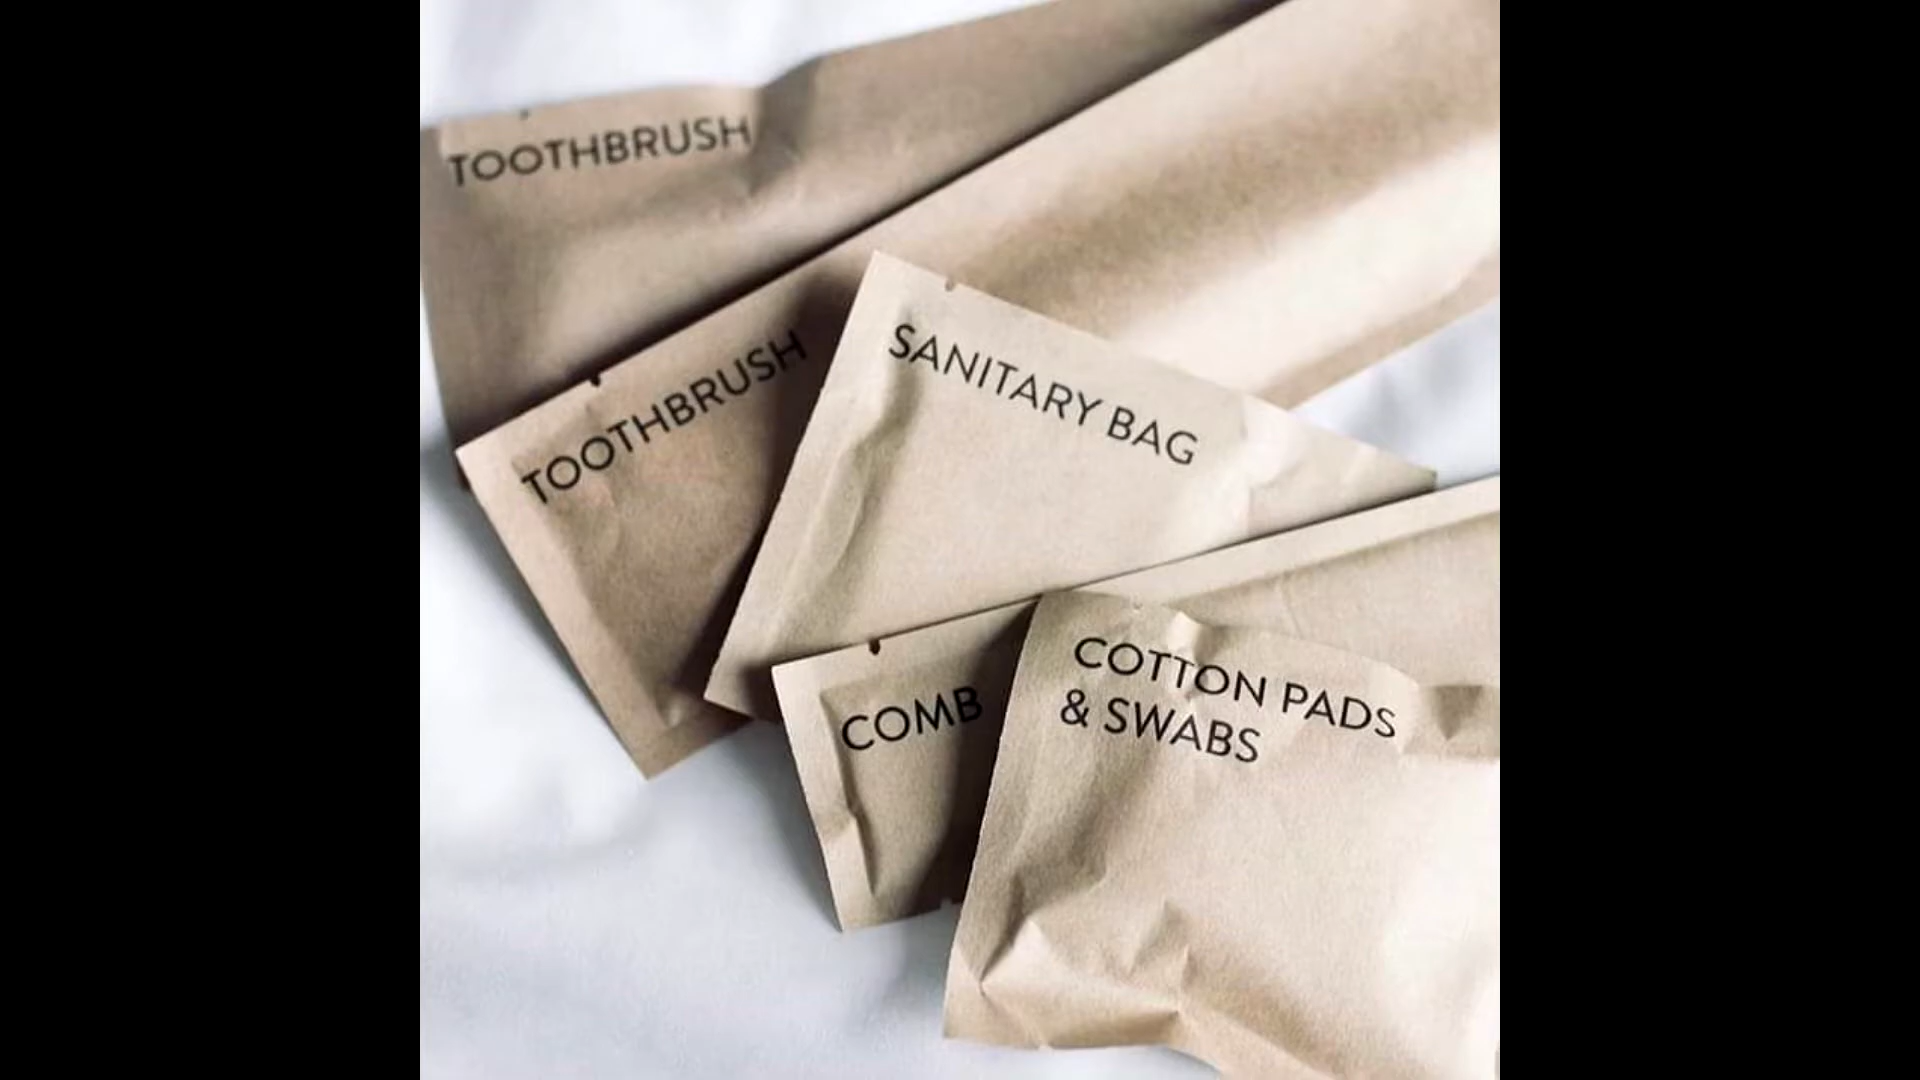 TOOTHBRUSH
TOOTHBRUSH
SANITARY BAG
COMB
COTTON PADS
& SWABS